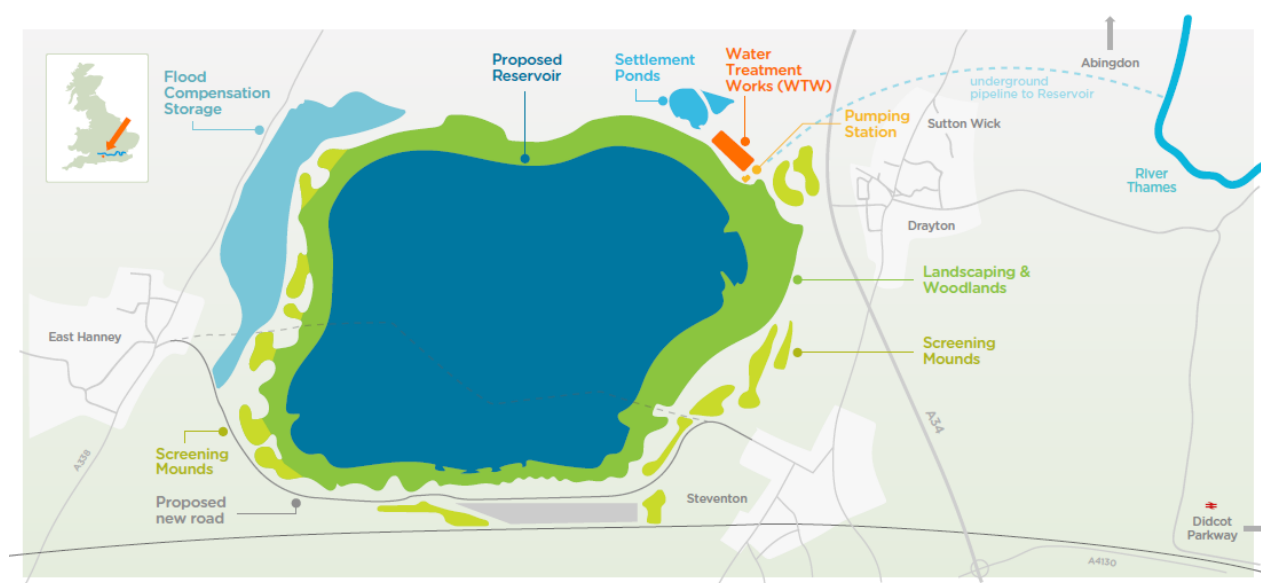 Flood
Compensation
Storage
Proposed
Reservoir
Settlement
Ponds
Water
Treatment
Works (WTW)
Pumping
Station
underground
pipeline to Reservoir
Abingdon
Sutton Wick
River
Thames
Drayton
Landscaping &
Woodlands
East Hanney
Screening
Mounds
A34
A338
Screening
Mounds
Proposed
new road
Steventon
Didcot
Parkway
A4130